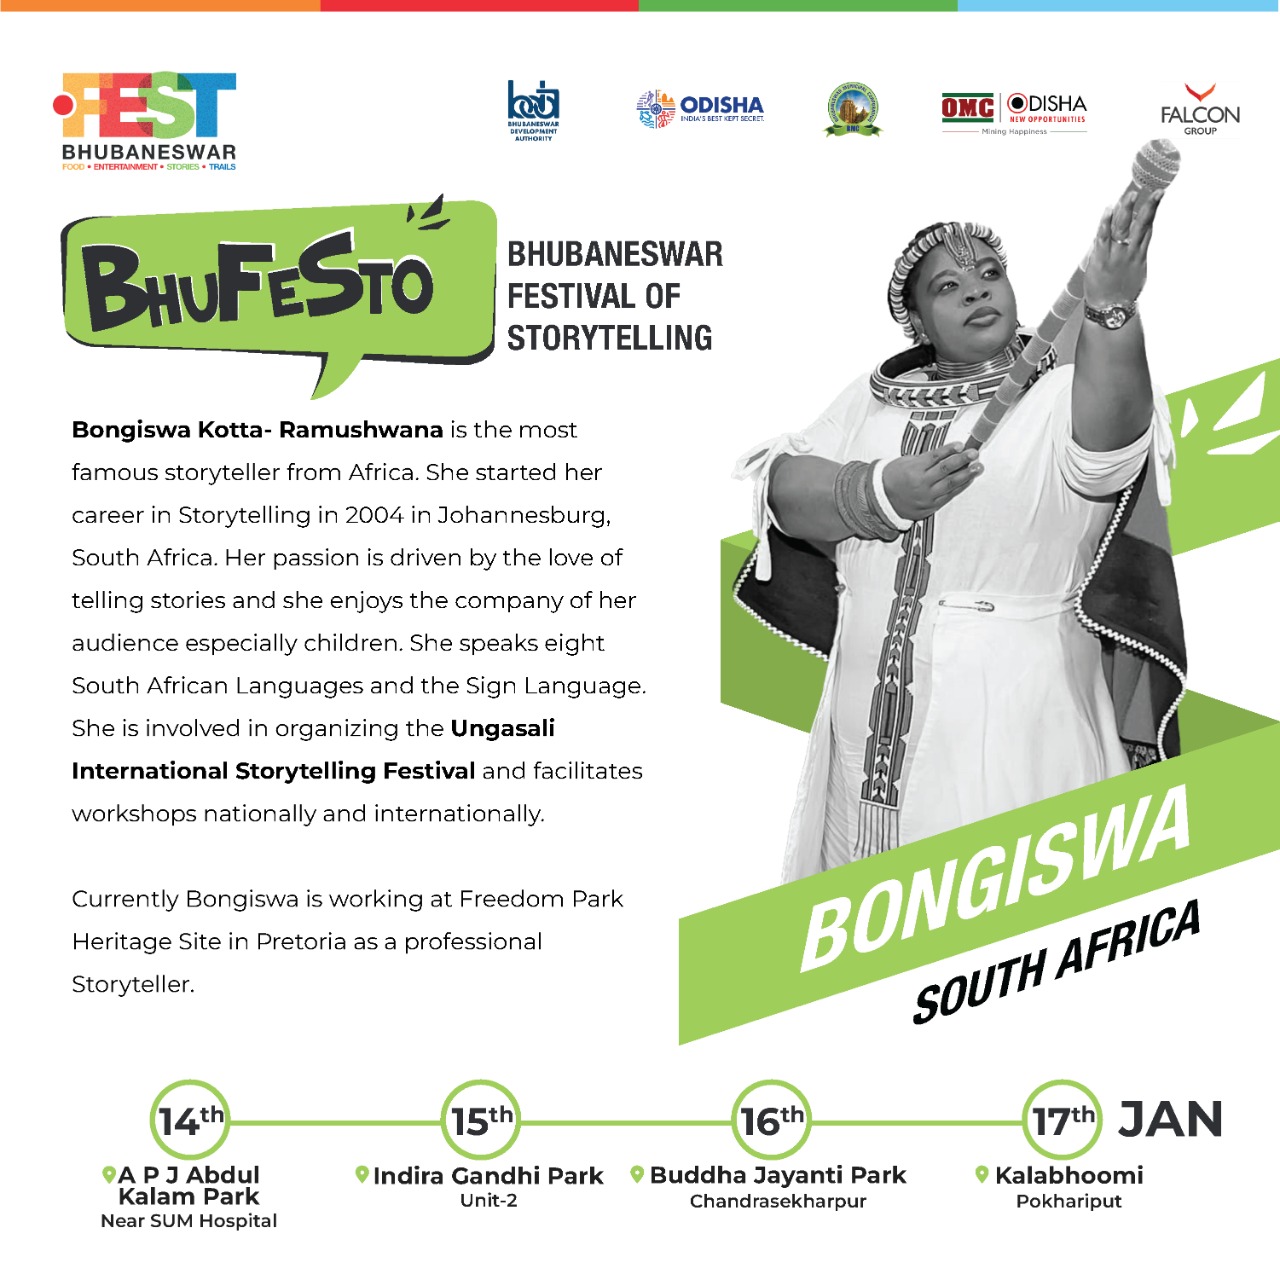 FEST
BHUBANESWAR
FOOD • ENTERTAINMENT • STORIES • TRAILS
bda
BHUBANESWAR
DEVELOPMENT
AUTHORITY
ODISHA
INDIA'S BEST KEPT SECRET
BMC
OMC
ODISHA
NEW OPPORTUNITIES
Mining Happiness
FALCON
GROUP
BHUFESTO
BHUBANESWAR
FESTIVAL OF
STORYTELLING
Bongiswa Kotta- Ramushwana is the most
famous storyteller from Africa. She started her
career in Storytelling in 2004 in Johannesburg,
South Africa. Her passion is driven by the love of
telling stories and she enjoys the company of her
audience especially children. She speaks eight
South African Languages and the Sign Language.
She is involved in organizing the Ungasali
International Storytelling Festival and facilitates
workshops nationally and internationally.
Currently Bongiswa is working at Freedom Park
Heritage Site in Pretoria as a professional
Storyteller.
BONGISWA
SOUTH AFRICA
14th
15th
16th
17th JAN
A P J Abdul
Kalam Park
Near SUM Hospital
Indira Gandhi Park
Unit-2
Buddha Jayanti Park
Chandrasekharpur
Kalabhoomi
Pokhariput